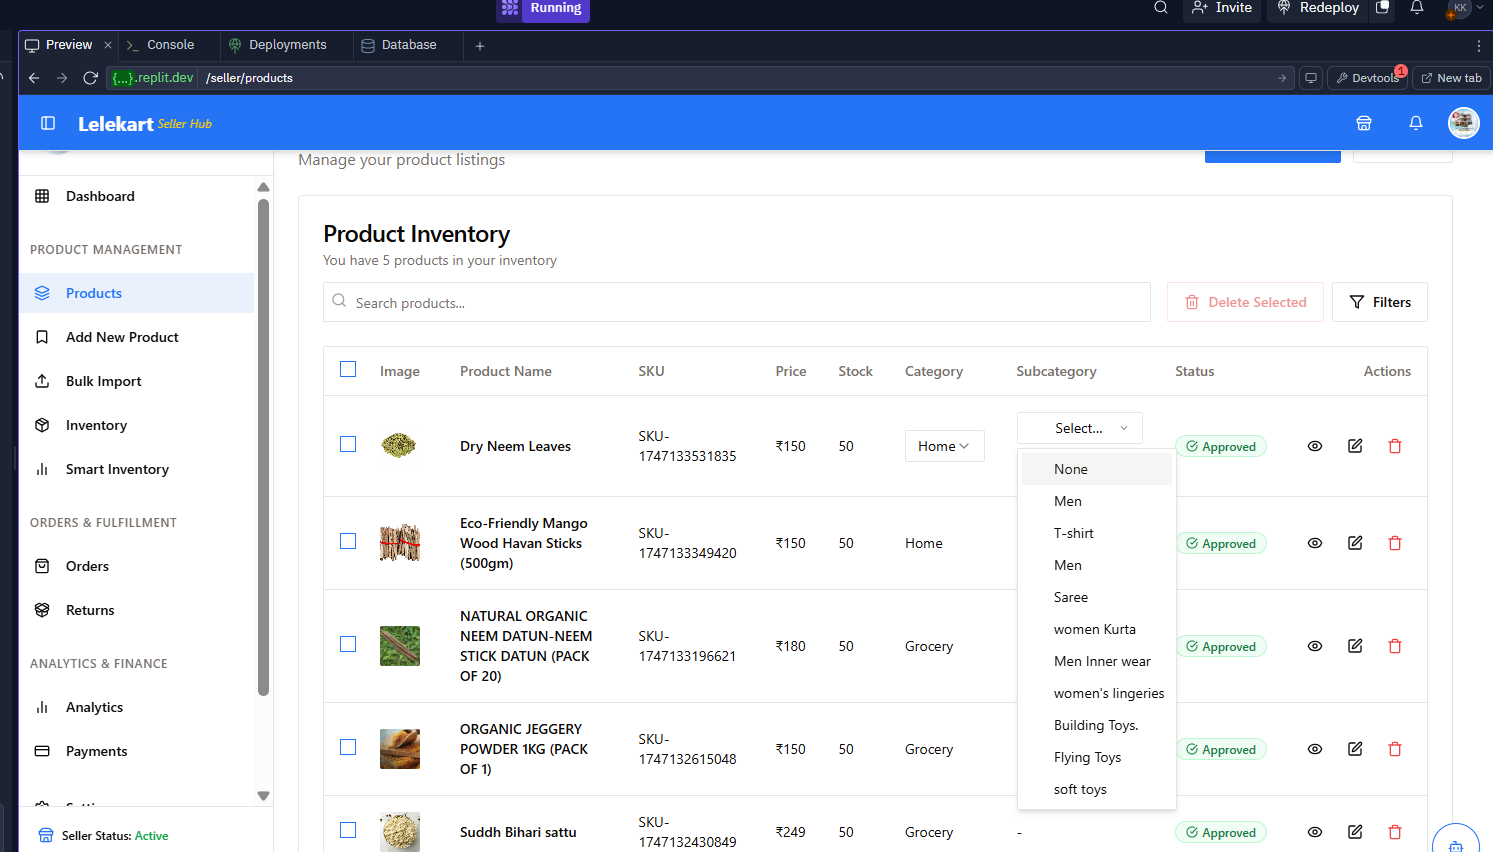 Running
Invite
Redeploy
KK
Preview
Console
Deployments
Database
{...}.replit.dev /seller/products
Devtools
1
New tab
Lelekart Seller Hub
Manage your product listings
Dashboard
PRODUCT MANAGEMENT
Products
Add New Product
Bulk Import
Inventory
Smart Inventory
ORDERS & FULFILLMENT
Orders
Returns
ANALYTICS & FINANCE
Analytics
Payments
Seller Status: Active
Product Inventory
You have 5 products in your inventory
Search products...
Delete Selected
Filters
Image Product Name SKU Price Stock Category Subcategory Status Actions
Dry Neem Leaves
SKU-
1747133531835
₹150
50
Home
Select...
Approved
None
Men
T-shirt
Men
Saree
women Kurta
Men Inner wear
women's lingeries
Building Toys.
Flying Toys
soft toys
Eco-Friendly Mango
Wood Havan Sticks
(500gm)
SKU-
1747133349420
₹150
50
Home
Approved
NATURAL ORGANIC
NEEM DATUN-NEEM
STICK DATUN (PACK
OF 20)
SKU-
1747133196621
₹180
50
Grocery
Approved
ORGANIC JEGGERY
POWDER 1KG (PACK
OF 1)
SKU-
1747132615048
₹150
50
Grocery
Approved
Suddh Bihari sattu
SKU-
1747132430849
₹249
50
Grocery
-
Approved